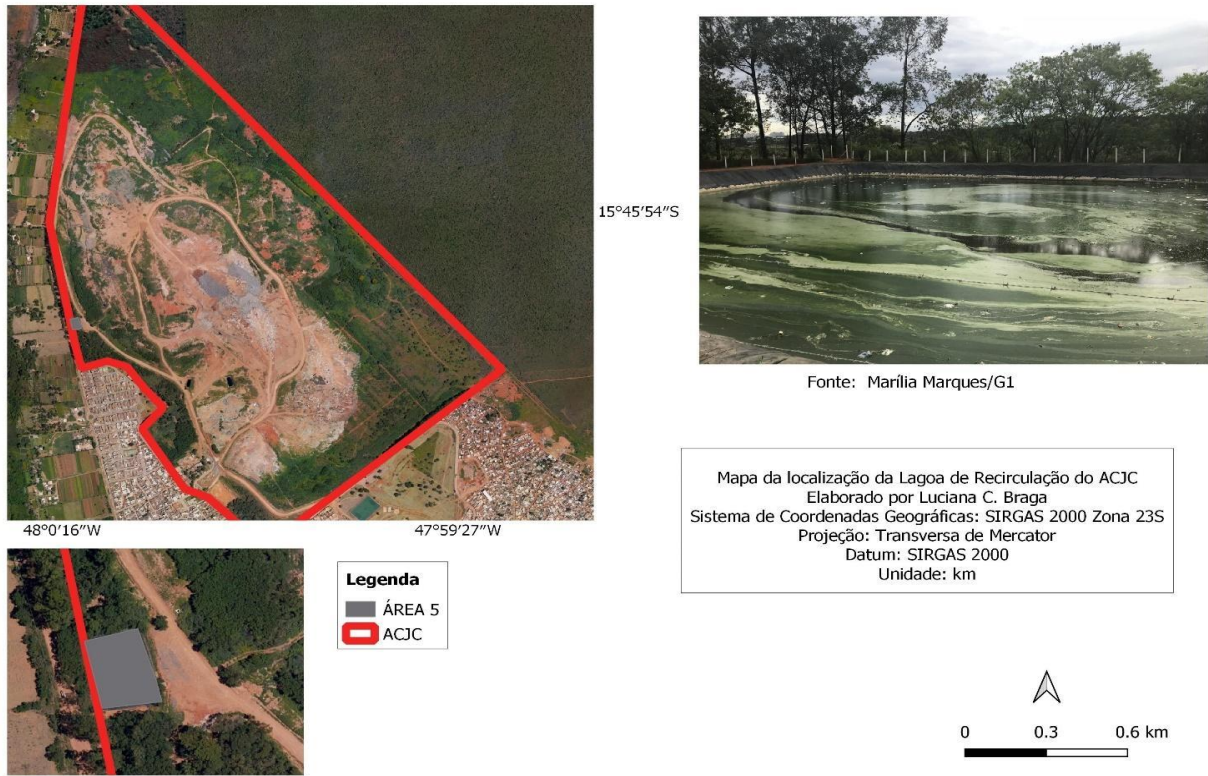 15°45'54"S
48°0'16"W
47°59'27"W
Fonte: Marília Marques/G1
Mapa da localização da Lagoa de Recirculação do ACJC
Elaborado por Luciana C. Braga
Sistema de Coordenadas Geográficas: SIRGAS 2000 Zona 23S
Projeção: Transversa de Mercator
Datum: SIRGAS 2000
Unidade: km
Legenda
ÁREA 5
ACJC
0 0.3 0.6 km